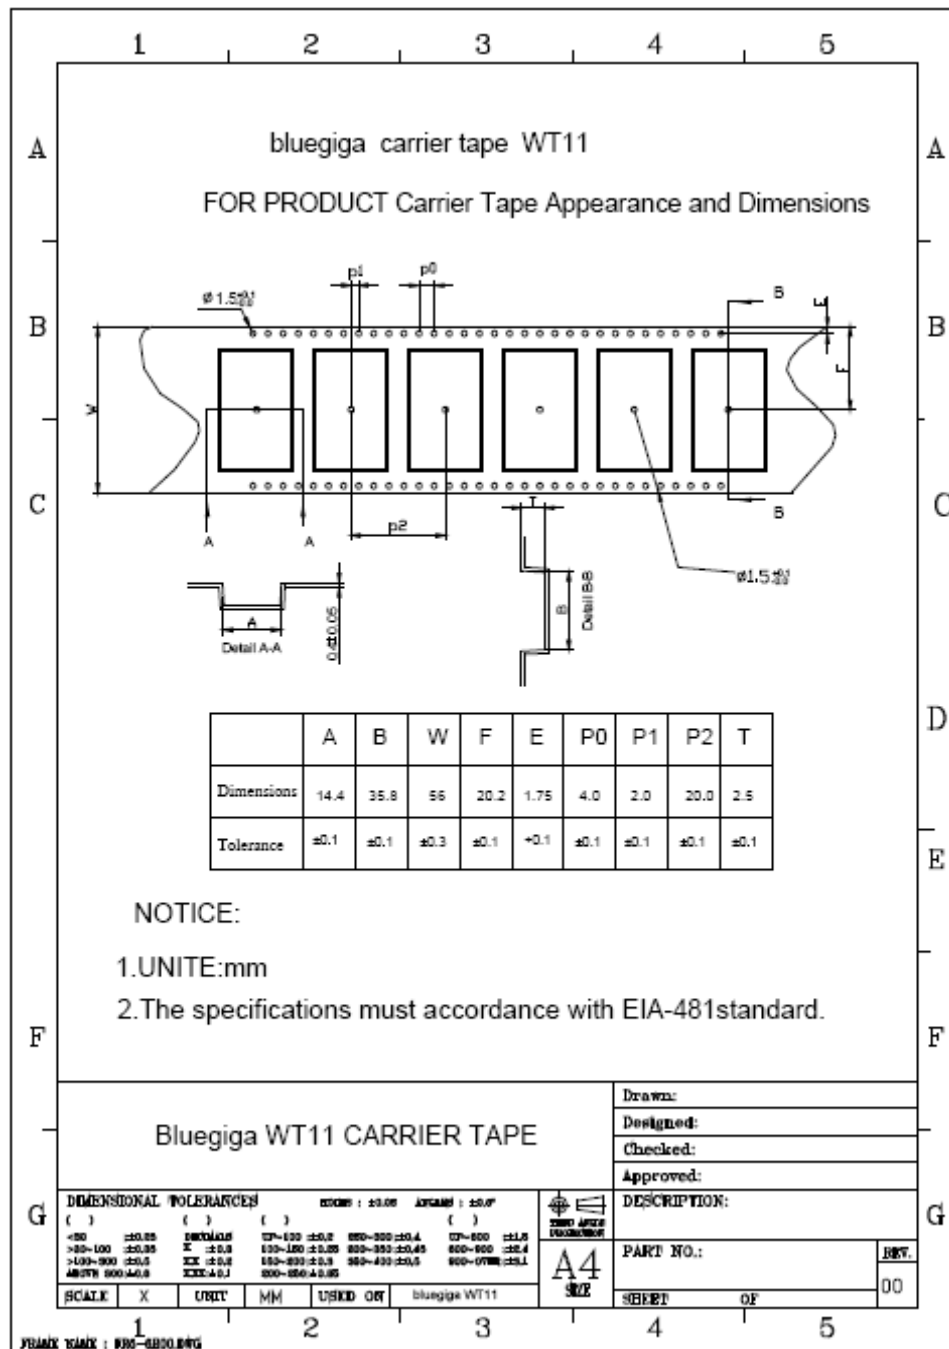 1 2 3 4 5
A A
bluegiga carrier tape WT11
FOR PRODUCT Carrier Tape Appearance and Dimensions
p1 p0
B
E
B B
F
W
C C
T
A A
p2
B
A
Detail A-A
0.4±0.05
B
Detail B-B
A B W F E P0 P1 P2 T
Dimensions 14.4 35.8 56 20.2 1.75 4.0 2.0 20.0 2.5
Tolerance ±0.1 ±0.1 ±0.3 ±0.1 +0.1 ±0.1 ±0.1 ±0.1 ±0.1
D D
E E
NOTICE:
1.UNITE:mm
2.The specifications must accordance with EIA-481standard.
F F
Bluegiga WT11 CARRIER TAPE
Drawn:
Designed:
Checked:
Approved:
G G
DIMENSIONAL TOLERANCES
DESCRIPTION:
A4
SIZE
PART NO.:
REV.
00
SCALE X UNIT MM USED ON bluegiga WT11
SHEET OF
1 2 3 4 5